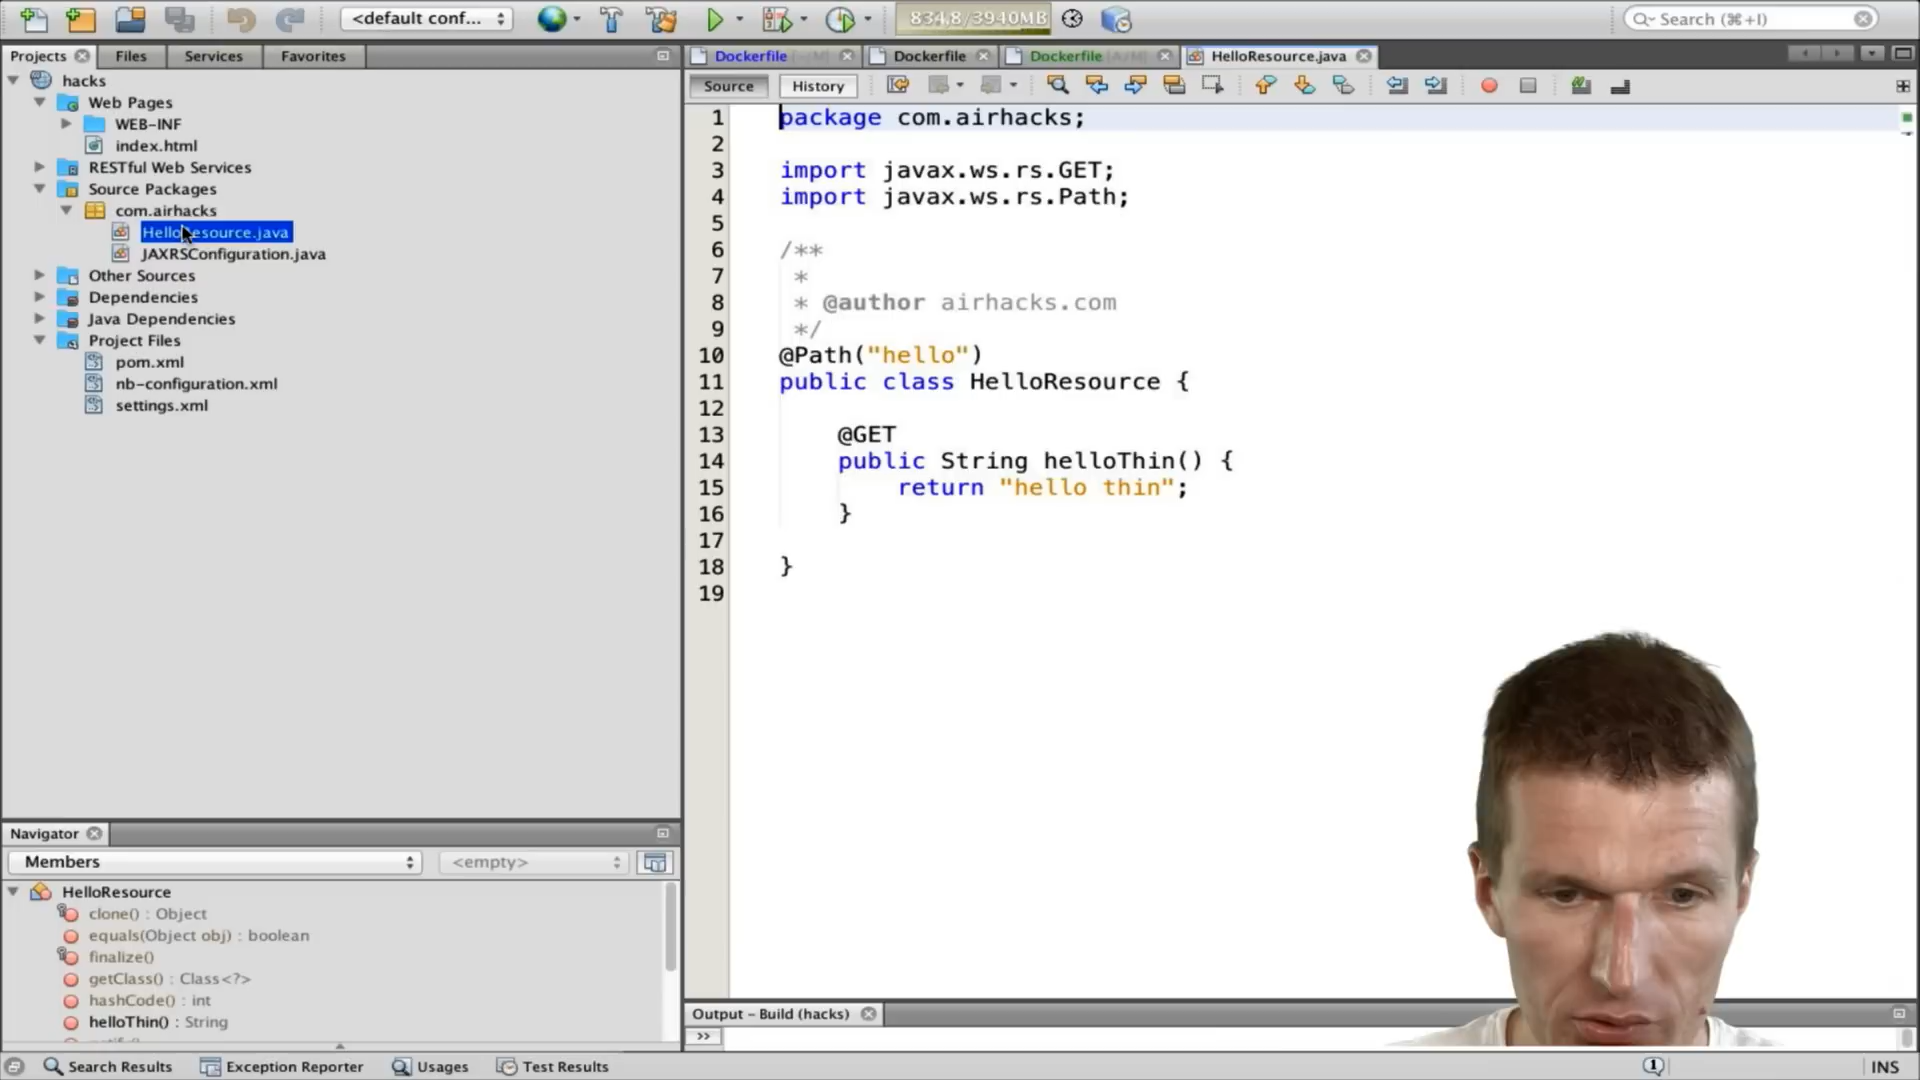 <default conf...
834,8/3940MB
Search (⌘+I)
Projects
Files
Services
Favorites
hacks
Web Pages
WEB-INF
index.html
RESTful Web Services
Source Packages
com.airhacks
HelloResource.java
JAXRSConfiguration.java
Other Sources
Dependencies
Java Dependencies
Project Files
pom.xml
nb-configuration.xml
settings.xml
Navigator
Members
<empty>
HelloResource
clone() : Object
equals(Object obj) : boolean
finalize()
getClass() : Class<?>
hashCode() : int
helloThin() : String
Dockerfile [-/M]
Dockerfile
Dockerfile [A/M]
HelloResource.java
Source
History
1 package com.airhacks;
2
3 import javax.ws.rs.GET;
4 import javax.ws.rs.Path;
5
6 /**
7 *
8 * @author airhacks.com
9 */
10 @Path("hello")
11 public class HelloResource {
12
13 @GET
14 public String helloThin() {
15 return "hello thin";
16 }
17
18 }
19
Output – Build (hacks)
>>
Search Results
Exception Reporter
Usages
Test Results
1
INS